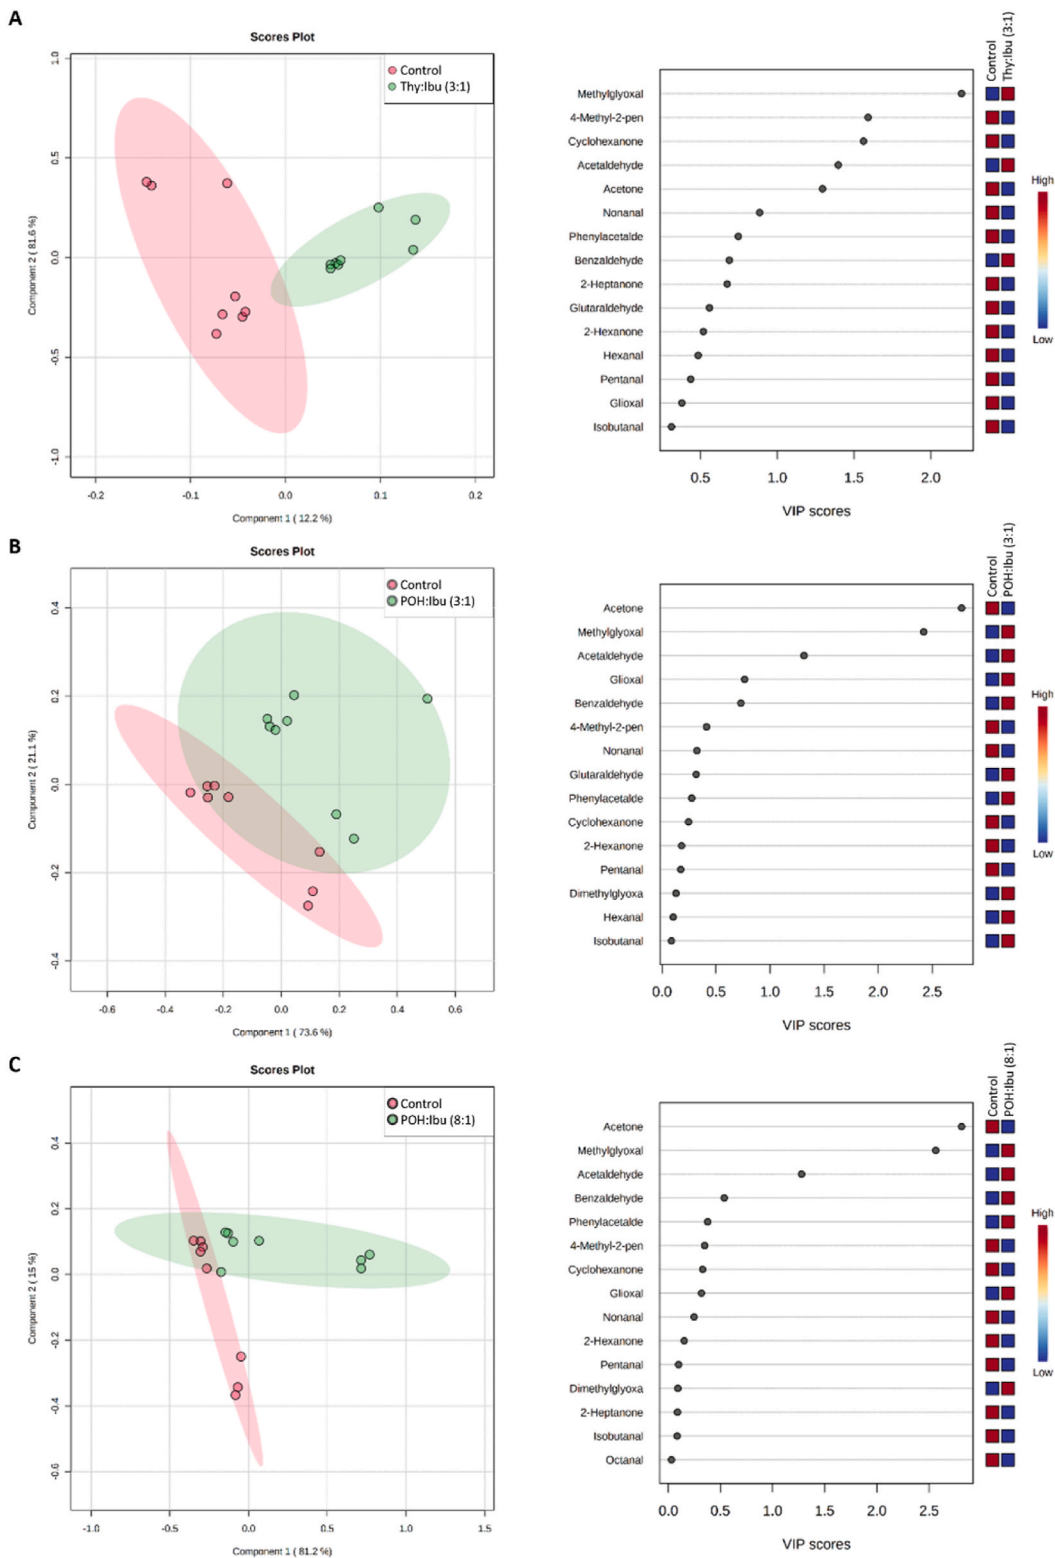 A
Scores Plot
Control
Thy:Ibu (3:1)
1.0
0.5
0.0
-0.5
-1.0
Component 2 ( 81.6 %)
-0.2
-0.1
0.0
0.1
0.2
Component 1 ( 12.2 %)
Control
Thy:Ibu (3:1)
Methylglyoxal
4-Methyl-2-pen
Cyclohexanone
Acetaldehyde
Acetone
Nonanal
Phenylacetalde
Benzaldehyde
2-Heptanone
Glutaraldehyde
2-Hexanone
Hexanal
Pentanal
Glioxal
Isobutanal
0.5
1.0
1.5
2.0
VIP scores
High
Low
B
Scores Plot
Control
POH:Ibu (3:1)
0.4
0.2
0.0
-0.2
-0.4
Component 2 ( 21.1 %)
-0.6
-0.4
-0.2
0.0
0.2
0.4
0.6
Component 1 ( 73.6 %)
Control
POH:Ibu (3:1)
Acetone
Methylglyoxal
Acetaldehyde
Glioxal
Benzaldehyde
4-Methyl-2-pen
Nonanal
Glutaraldehyde
Phenylacetalde
Cyclohexanone
2-Hexanone
Pentanal
Dimethylglyoxa
Hexanal
Isobutanal
0.0
0.5
1.0
1.5
2.0
2.5
VIP scores
High
Low
C
Scores Plot
Control
POH:Ibu (8:1)
0.4
0.2
0.0
-0.2
-0.4
-0.6
Component 2 ( 15 %)
-1.0
-0.5
0.0
0.5
1.0
1.5
Component 1 ( 81.2 %)
Control
POH:Ibu (8:1)
Acetone
Methylglyoxal
Acetaldehyde
Benzaldehyde
Phenylacetalde
4-Methyl-2-pen
Cyclohexanone
Glioxal
Nonanal
2-Hexanone
Pentanal
Dimethylglyoxa
2-Heptanone
Isobutanal
Octanal
0.0
0.5
1.0
1.5
2.0
2.5
VIP scores
High
Low